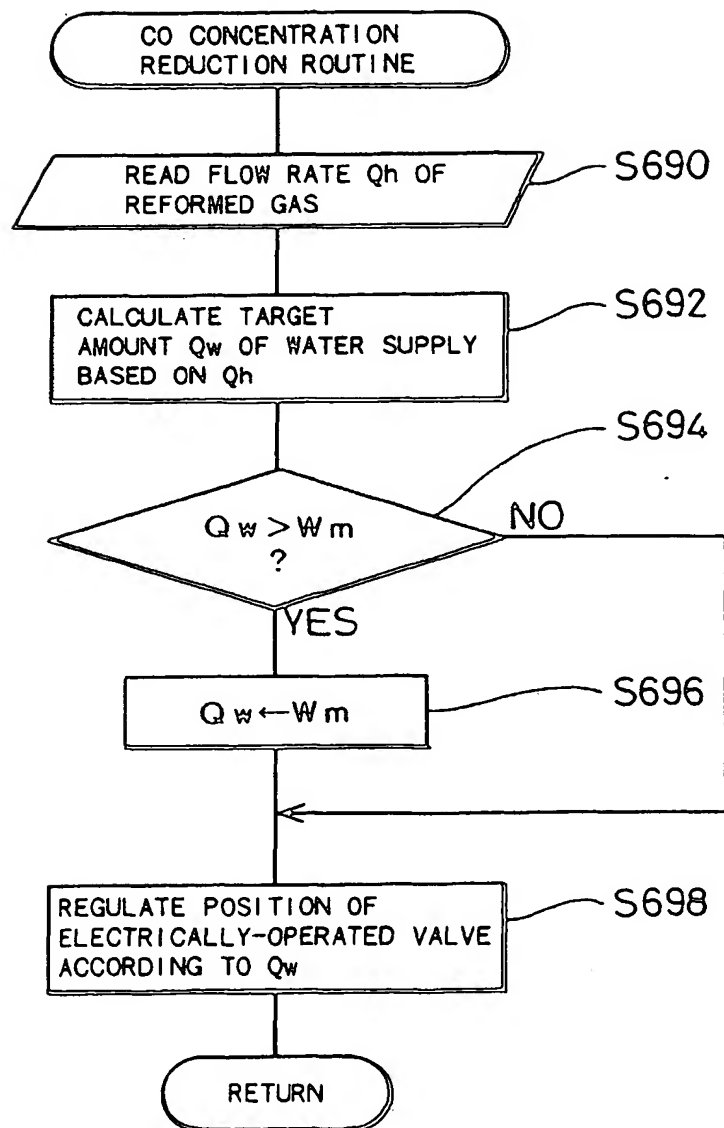 CO CONCENTRATION
REDUCTION ROUTINE
READ FLOW RATE Qh OF
REFORMED GAS
S690
CALCULATE TARGET
AMOUNT Qw OF WATER SUPPLY
BASED ON Qh
S692
S694
Qw>Wm
?
NO
YES
Qw←Wm
S696
REGULATE POSITION OF
ELECTRICALLY-OPERATED VALVE
ACCORDING TO Qw
S698
RETURN